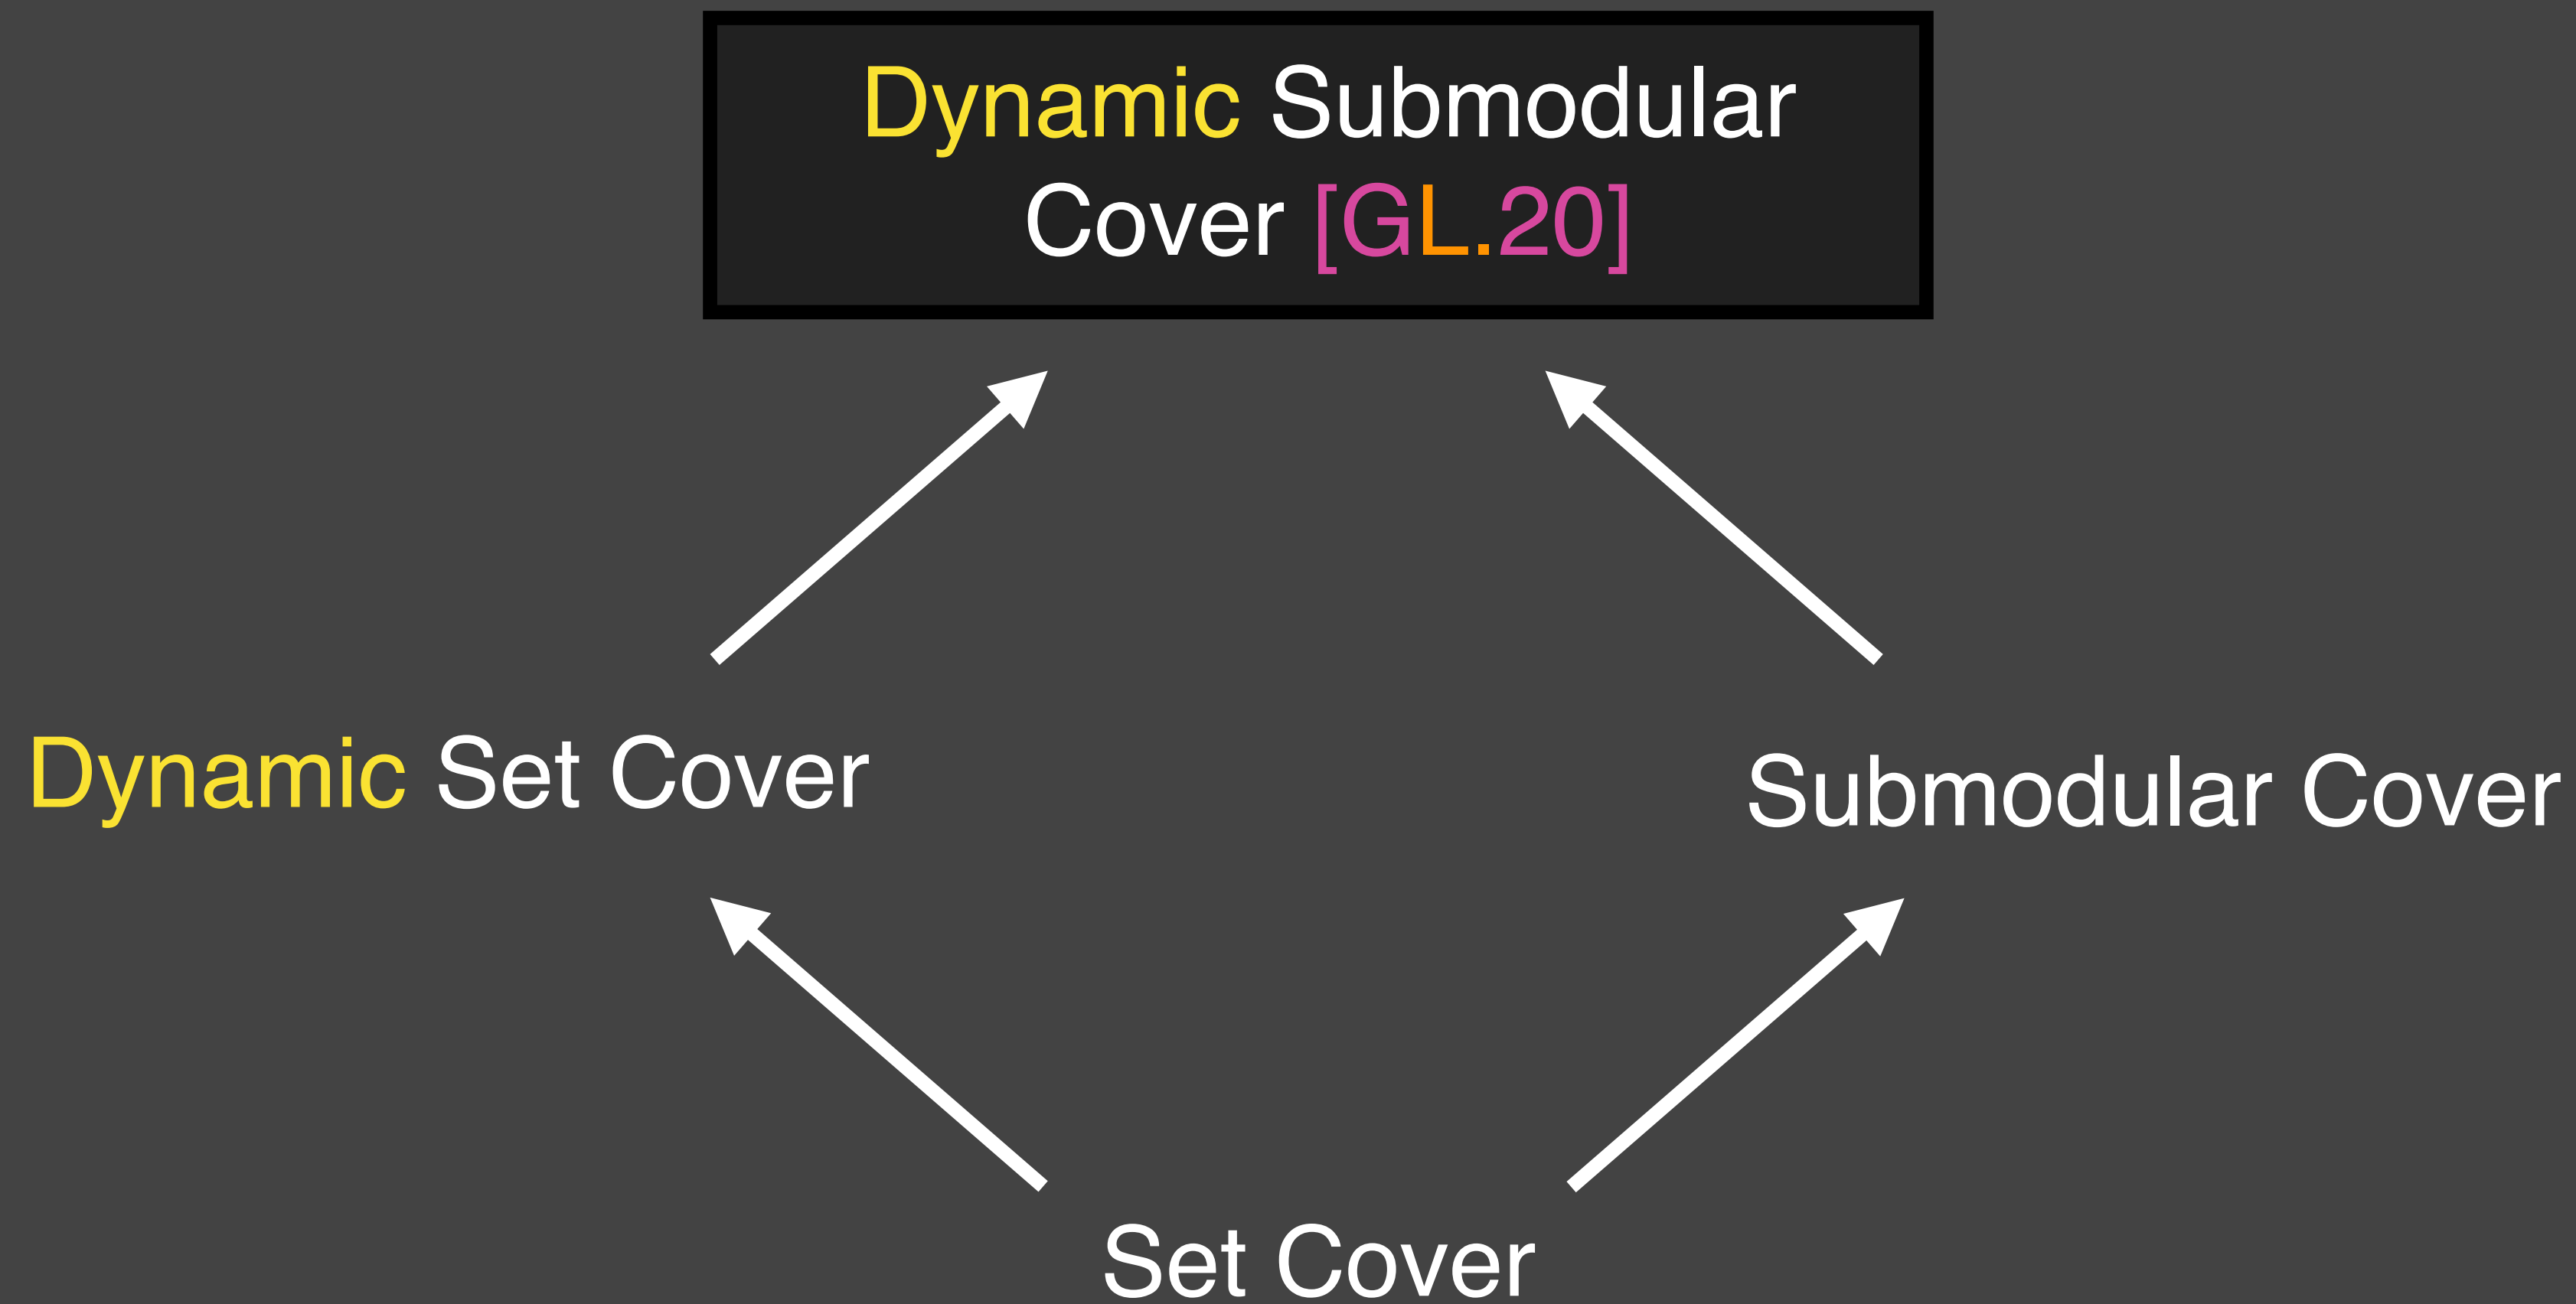 Dynamic Submodular
Cover [GL.20]
Dynamic Set Cover
Submodular Cover
Set Cover